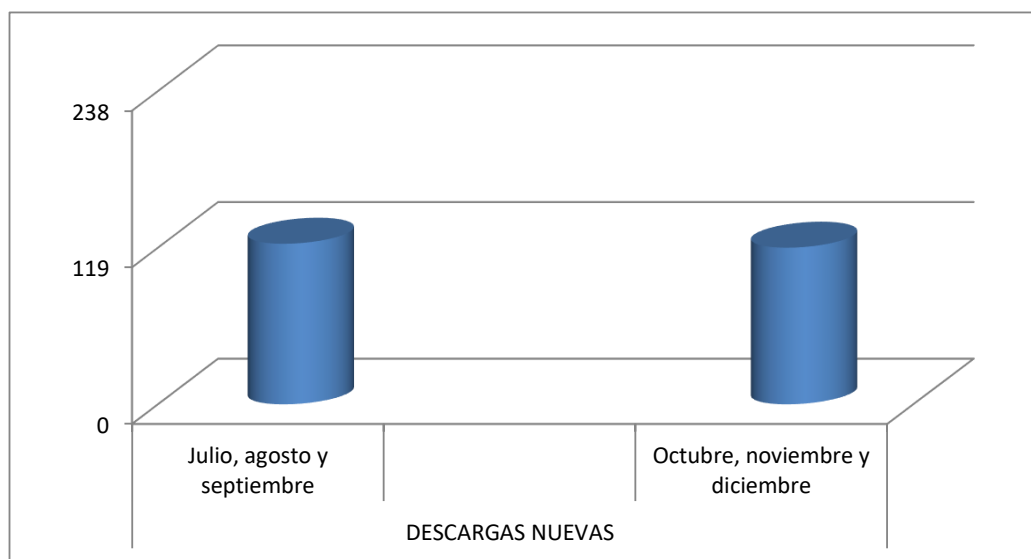 238
119
0
Julio, agosto y
septiembre
Octubre, noviembre y
diciembre
DESCARGAS NUEVAS